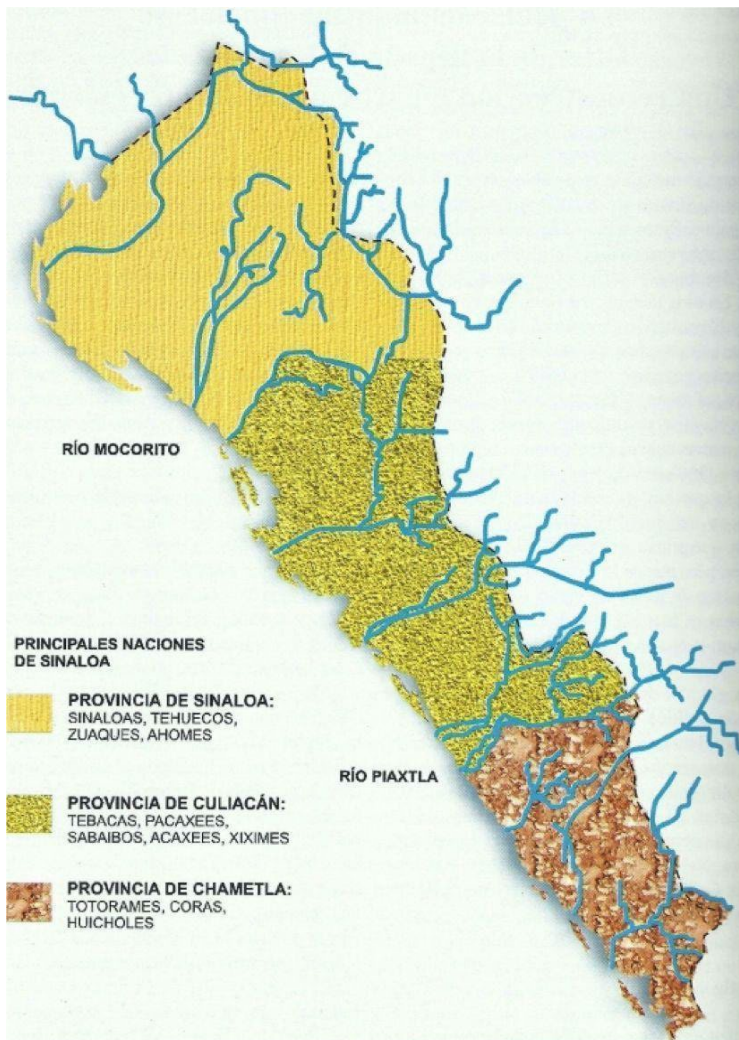 RÍO MOCORITO
PRINCIPALES NACIONES
DE SINALOA
PROVINCIA DE SINALOA:
SINALOAS, TEHUECOS,
ZUAQUES, AHOMES
RÍO PIAXTLA
PROVINCIA DE CULIACÁN:
TEBACAS, PACAXEES,
SABAIBOS, ACAXEES, XIXIMES
PROVINCIA DE CHAMETLA:
TOTORAMES, CORAS,
HUICHOLES